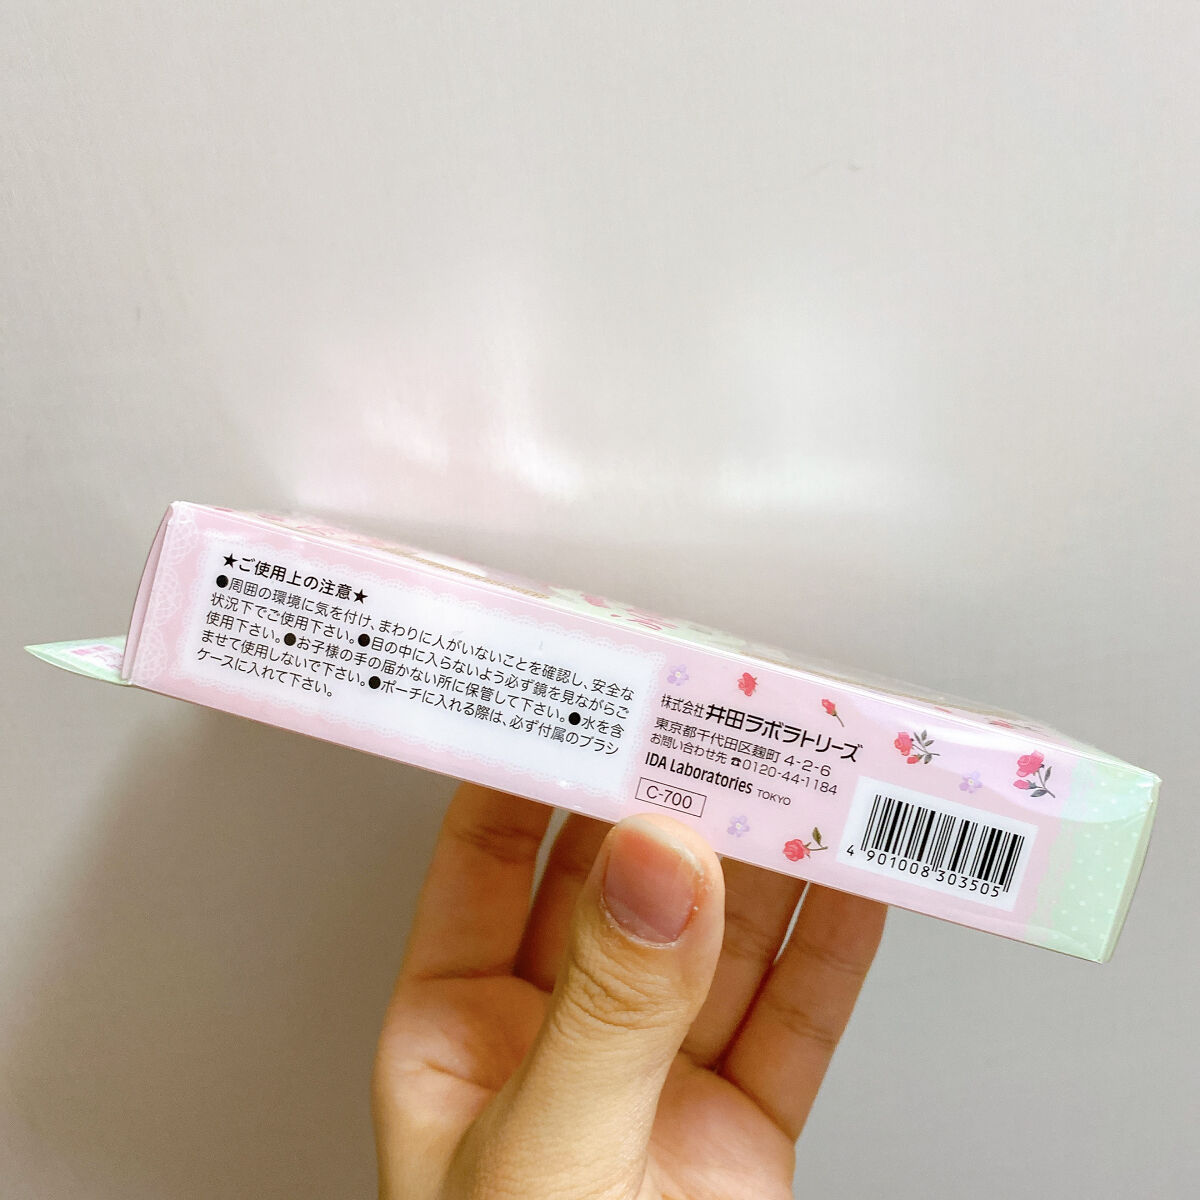 ★ご使用上の注意★
●周囲の環境に気を付け、まわりに人がいないことを確認し、安全な
状況下でご使用下さい。●目の中に入らないよう必ず鏡を見ながらご
使用下さい。●お子様の手の届かない所に保管して下さい。●水を含
ませて使用しないで下さい。●ポーチに入れる際は、必ず付属のブラシ
ケースに入れて下さい。
株式会社 井田ラボラトリーズ
東京都千代田区麹町 4-2-6
お問い合わせ先 ☎0120-44-1184
IDA Laboratories TOKYO
C-700
4 901008 303505